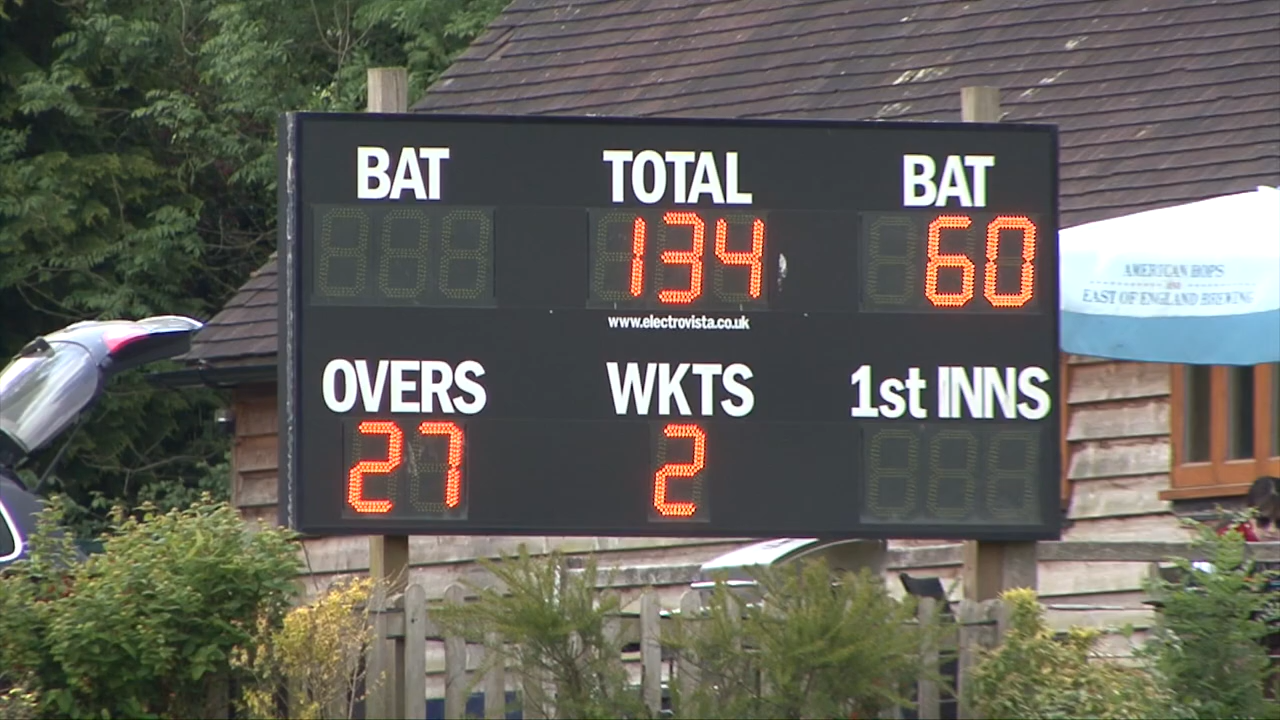 BAT TOTAL BAT
134 60
www.electrovista.co.uk
OVERS WKTS 1st INNS
27 2
AMERICAN HOPS
EAST OF ENGLAND BREWING